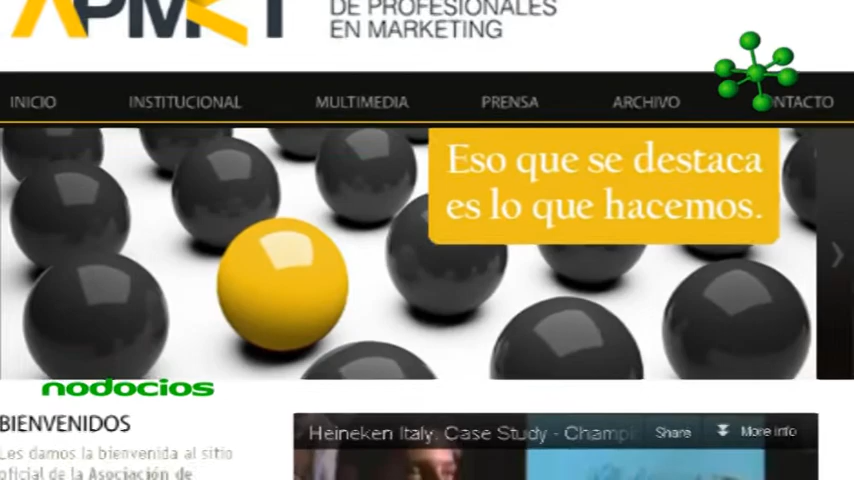 APMKT
DE PROFESIONALES
EN MARKETING
INICIO
INSTITUCIONAL
MULTIMEDIA
PRENSA
ARCHIVO
CONTACTO
Eso que se destaca
es lo que hacemos.
nodocios
BIENVENIDOS
Les damos la bienvenida al sitio
oficial de la Asociación de
Heineken Italy. Case Study - Champi
Share
More info